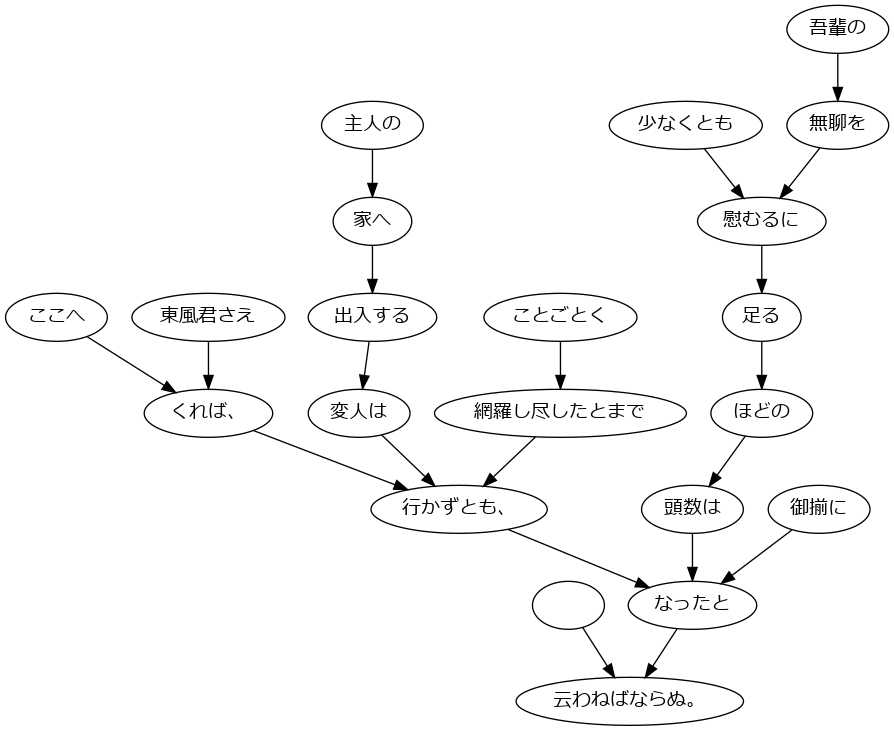 吾輩の
主人の
少なくとも
無聊を
家へ
慰むるに
ここへ
東風君さえ
出入する
ことごとく
足る
くれば、
変人は
網羅し尽したとまで
ほどの
行かずとも、
頭数は
御揃に
なったと
云わねばならぬ。